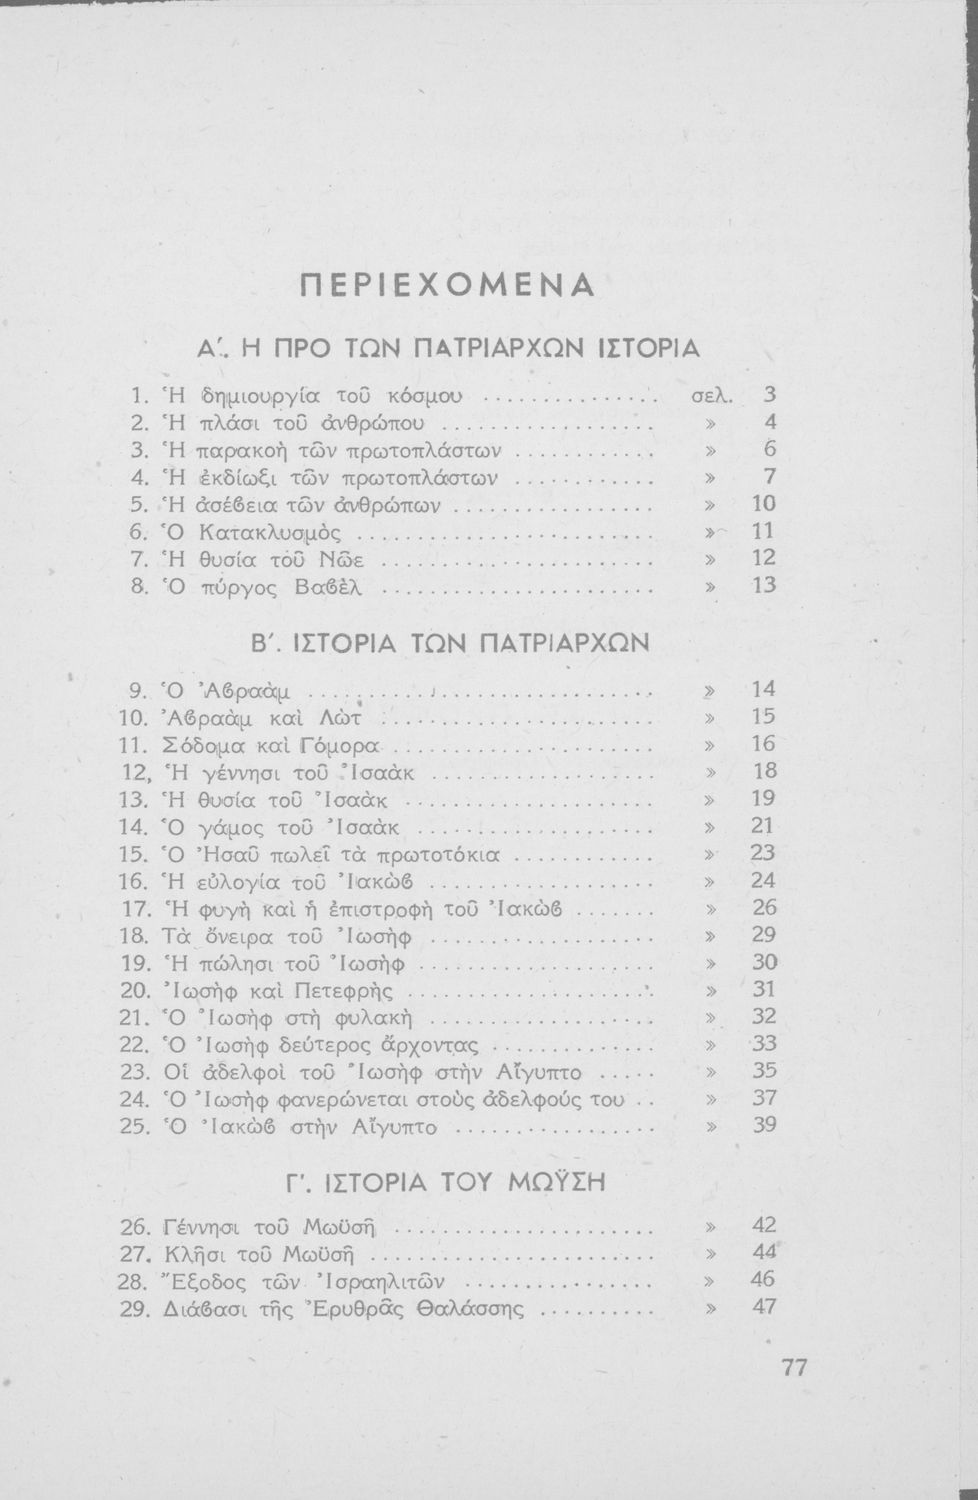 ΠΕΡΙΕΧΟΜΕΝΑ
Α'. Η ΠΡΟ ΤΩΝ ΠΑΤΡΙΑΡΧΩΝ ΙΣΤΟΡΙΑ
1. Ἡ δημιουργία τοῦ κόσμου ................ σελ. 3
2. Ἡ πλάσι τοῦ ἀνθρώπου .................. » 4
3. Ἡ παρακοὴ τῶν πρωτοπλάστων ............ » 6
4. Ἡ ἐκδίωξι τῶν πρωτοπλάστων ............ » 7
5. Ἡ ἀσέβεια τῶν ἀνθρώπων ................. » 10
6. Ὁ Κατακλυσμὸς ......................... » 11
7. Ἡ θυσία τοῦ Νῶε ....................... » 12
8. Ὁ πύργος Βαβὲλ ....................... » 13
Β'. ΙΣΤΟΡΙΑ ΤΩΝ ΠΑΤΡΙΑΡΧΩΝ
9. Ὁ Ἀβραὰμ ............................. » 14
10. Ἀβραὰμ καὶ Λὼτ ....................... » 15
11. Σόδομα καὶ Γόμορα ...................... » 16
12, Ἡ γέννησι τοῦ Ἰσαὰκ ................... » 18
13. Ἡ θυσία τοῦ Ἰσαὰκ ..................... » 19
14. Ὁ γάμος τοῦ Ἰσαὰκ .................... » 21
15. Ὁ Ἠσαῦ πωλεῖ τὰ πρωτοτόκια ............ » 23
16. Ἡ εὐλογία τοῦ Ἰακὼβ ................... » 24
17. Ἡ φυγὴ καὶ ἡ ἐπιστροφὴ τοῦ Ἰακὼβ ....... » 26
18. Τὰ ὄνειρα τοῦ Ἰωσὴφ ................... » 29
19. Ἡ πώλησι τοῦ Ἰωσὴφ .................... » 30
20. Ἰωσὴφ καὶ Πετεφρὴς ..................... » 31
21. Ὁ Ἰωσὴφ στὴ φυλακὴ ................... » 32
22. Ὁ Ἰωσὴφ δεύτερος ἄρχοντας .............. » 33
23. Οἱ ἀδελφοὶ τοῦ Ἰωσὴφ στὴν Αἴγυπτο ..... » 35
24. Ὁ Ἰωσὴφ φανερώνεται στοὺς ἀδελφούς του .. » 37
25. Ὁ Ἰακὼβ στὴν Αἴγυπτο ................. » 39
Γ'. ΙΣΤΟΡΙΑ ΤΟΥ ΜΩΫΣΗ
26. Γέννησι τοῦ Μωϋσῆ ...................... » 42
27. Κλῆσι τοῦ Μωϋσῆ ........................ » 44
28. Ἔξοδος τῶν Ἰσραηλιτῶν ................ » 46
29. Διάβασι τῆς Ἐρυθρᾶς Θαλάσσης .......... » 47
77